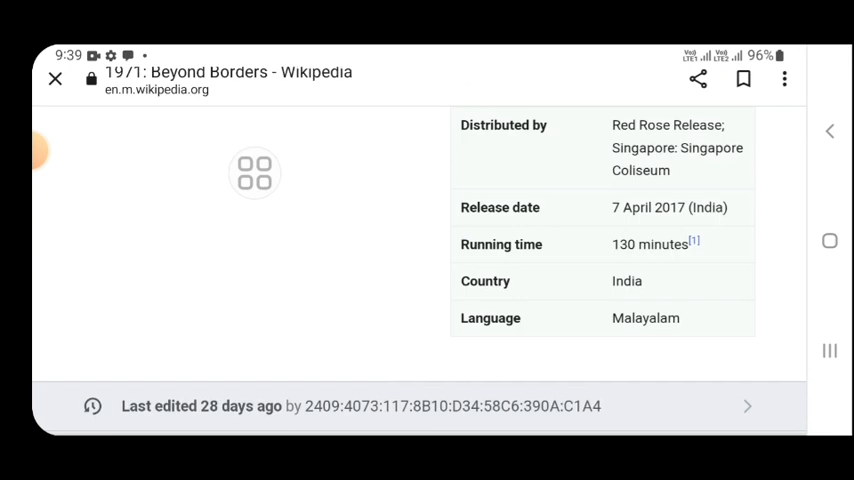 9:39
LTE1 LTE2 96%
1971: Beyond Borders - Wikipedia
en.m.wikipedia.org
Distributed by Red Rose Release;
Singapore: Singapore
Coliseum
Release date 7 April 2017 (India)
Running time 130 minutes[1]
Country India
Language Malayalam
Last edited 28 days ago by 2409:4073:117:8B10:D34:58C6:390A:C1A4